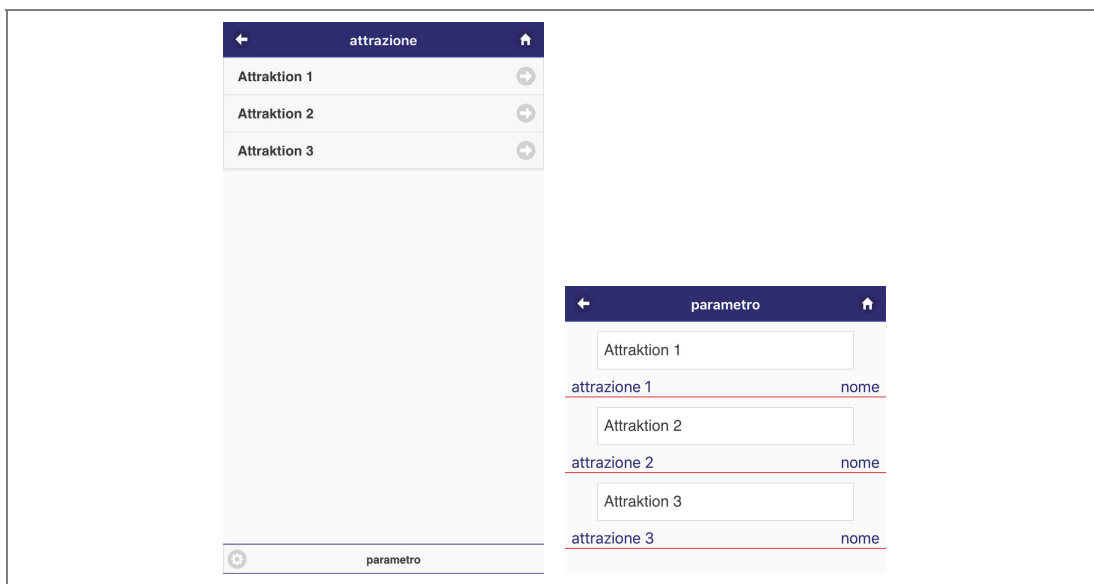 attrazione
Attraktion 1
Attraktion 2
Attraktion 3
parametro
parametro
Attraktion 1
attrazione 1 nome
Attraktion 2
attrazione 2 nome
Attraktion 3
attrazione 3 nome